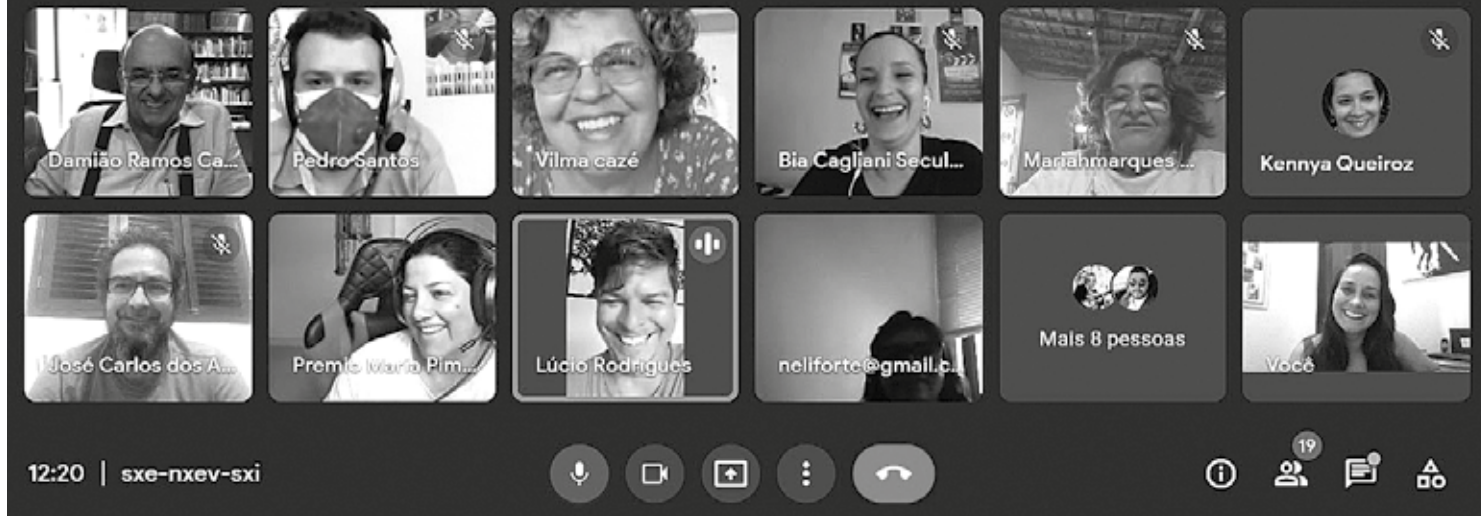 Damião Ramos Ca...
Pedro Santos
Vilma cazé
Bia Cagliani Secul...
Mariahmarques ...
Kennya Queiroz
José Carlos dos A...
Premio Maria Pim...
Lúcio Rodrigues
neliforte@gmail.c...
Mais 8 pessoas
Você
12:20 | sxe-nxev-sxi
19